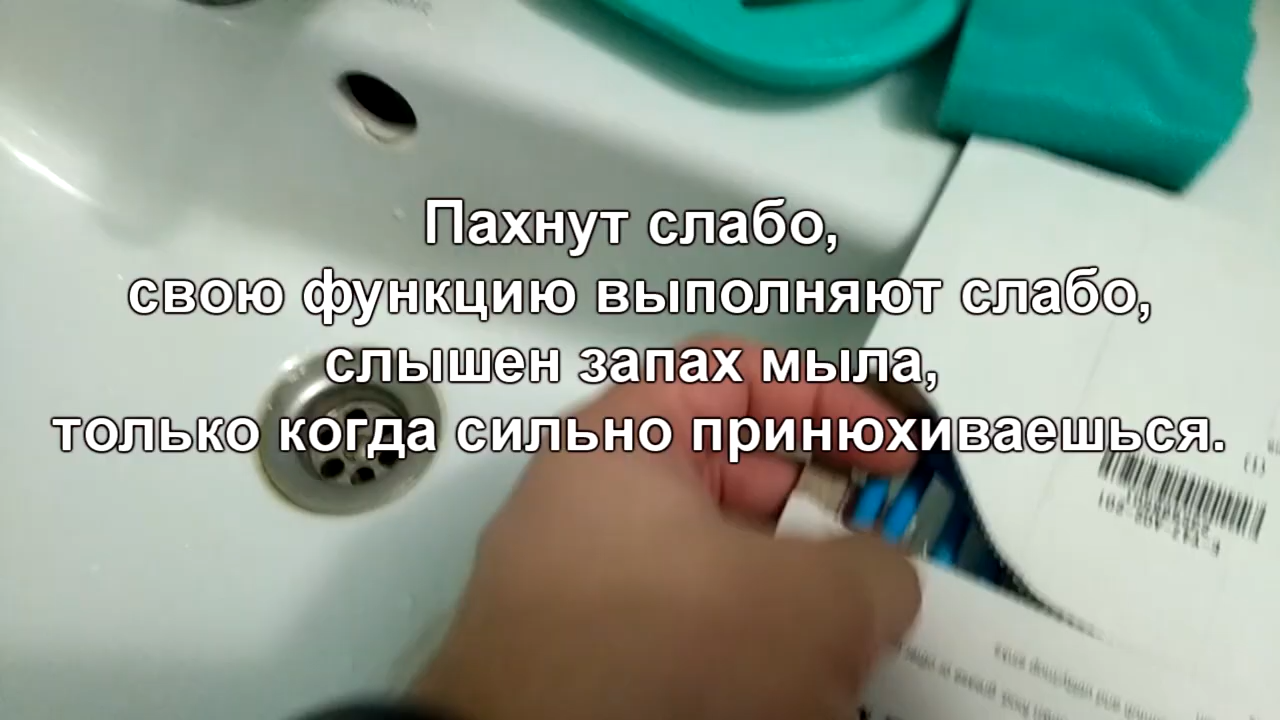 Пахнут слабо,
свою функцию выполняют слабо,
слышен запах мыла,
только когда сильно принюхиваешься.